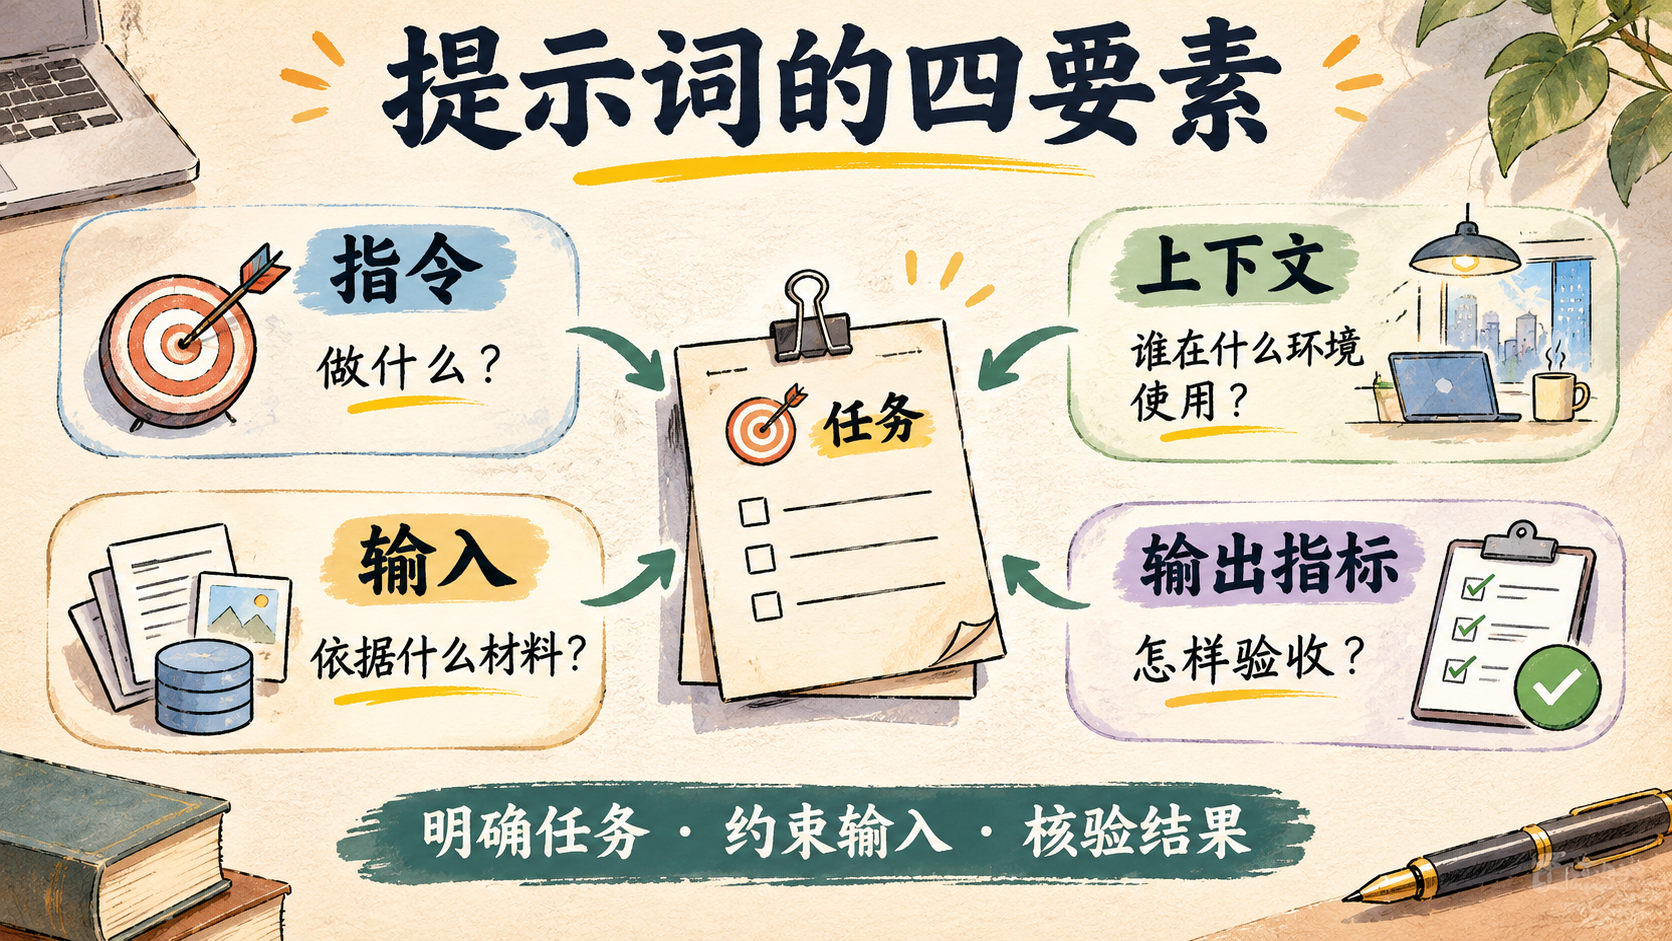 提示词的四要素
指令
做什么？
上下文
谁在什么环境
使用？
任务
输入
依据什么材料？
输出指标
怎样验收？
明确任务 · 约束输入 · 核验结果